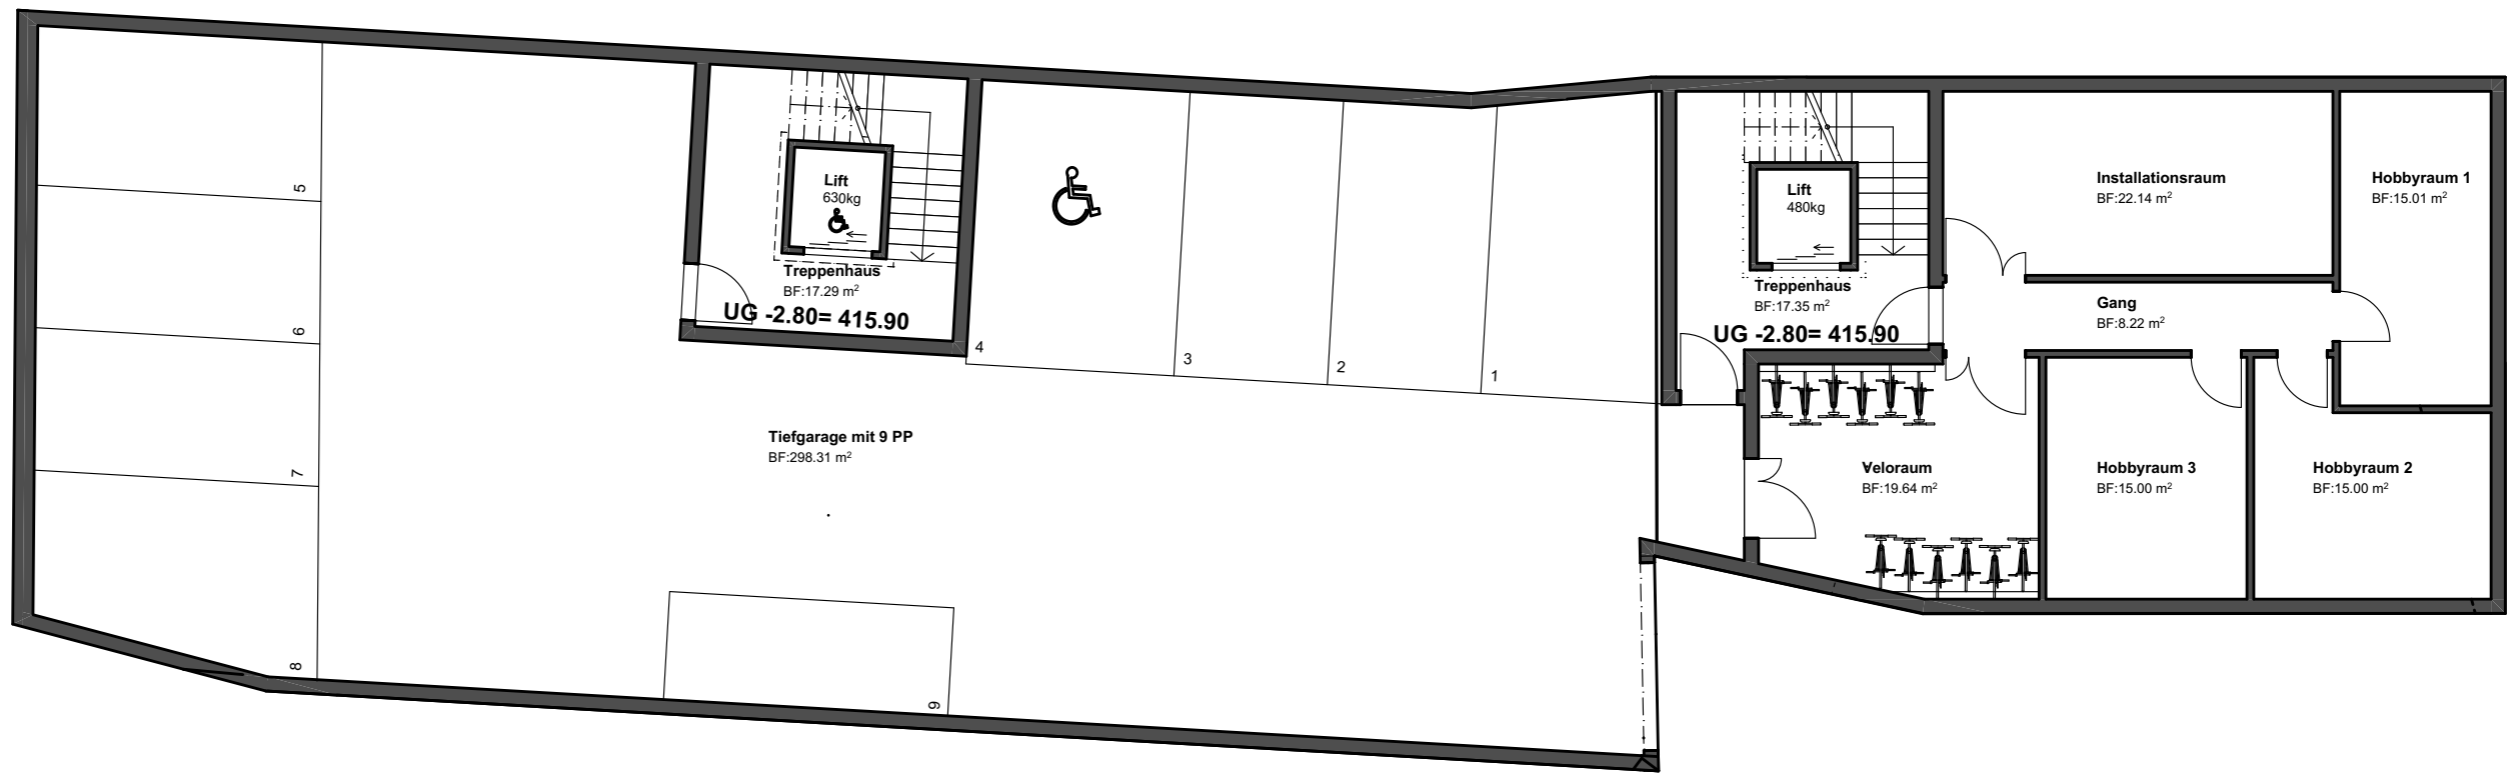 5
6
7
8
Lift
630kg
Treppenhaus
BF:17.29 m²
UG -2.80= 415.90
4
3
2
1
Tiefgarage mit 9 PP
BF:298.31 m²
9
Lift
480kg
Treppenhaus
BF:17.35 m²
UG -2.80= 415.90
Installationsraum
BF:22.14 m²
Hobbyraum 1
BF:15.01 m²
Gang
BF:8.22 m²
Veloraum
BF:19.64 m²
Hobbyraum 3
BF:15.00 m²
Hobbyraum 2
BF:15.00 m²